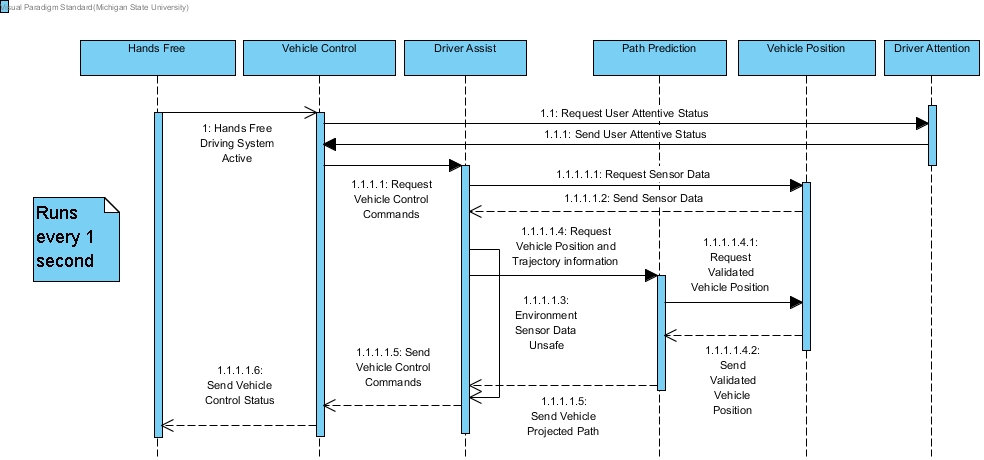 Visual Paradigm Standard(Michigan State University)
Hands Free
Vehicle Control
Driver Assist
Path Prediction
Vehicle Position
Driver Attention
1: Hands Free
Driving System
Active
1.1: Request User Attentive Status
1.1.1: Send User Attentive Status
1.1.1.1: Request
Vehicle Control
Commands
1.1.1.1.1: Request Sensor Data
1.1.1.1.2: Send Sensor Data
Runs
every 1
second
1.1.1.1.4: Request
Vehicle Position and
Trajectory information
1.1.1.1.4.1:
Request
Validated
Vehicle Position
1.1.1.1.3:
Environment
Sensor Data
Unsafe
1.1.1.1.6:
Send Vehicle
Control Status
1.1.1.1.5: Send
Vehicle Control
Commands
1.1.1.1.4.2:
Send
Validated
Vehicle
Position
1.1.1.1.5:
Send Vehicle
Projected Path